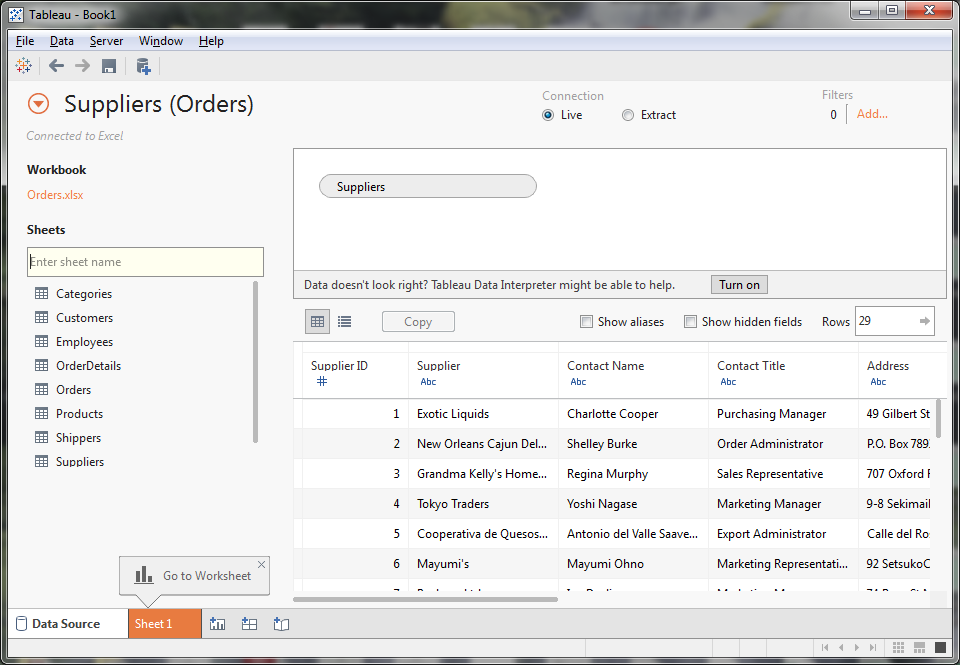 Tableau - Book1
File Data Server Window Help
Suppliers (Orders)
Connected to Excel
Connection
Live Extract
Filters
0 Add...
Workbook
Orders.xlsx
Sheets
Enter sheet name
Categories
Customers
Employees
OrderDetails
Orders
Products
Shippers
Suppliers
Suppliers
Data doesn't look right? Tableau Data Interpreter might be able to help. Turn on
Copy Show aliases Show hidden fields Rows 29
Supplier ID Supplier Contact Name Contact Title Address
# Abc Abc Abc Abc
1 Exotic Liquids Charlotte Cooper Purchasing Manager 49 Gilbert St
2 New Orleans Cajun Del... Shelley Burke Order Administrator P.O. Box 789
3 Grandma Kelly's Home... Regina Murphy Sales Representative 707 Oxford
4 Tokyo Traders Yoshi Nagase Marketing Manager 9-8 Sekimai
5 Cooperativa de Quesos... Antonio del Valle Saave... Export Administrator Calle del Ro
6 Mayumi's Mayumi Ohno Marketing Representati... 92 Setsuko
Go to Worksheet
Data Source Sheet 1